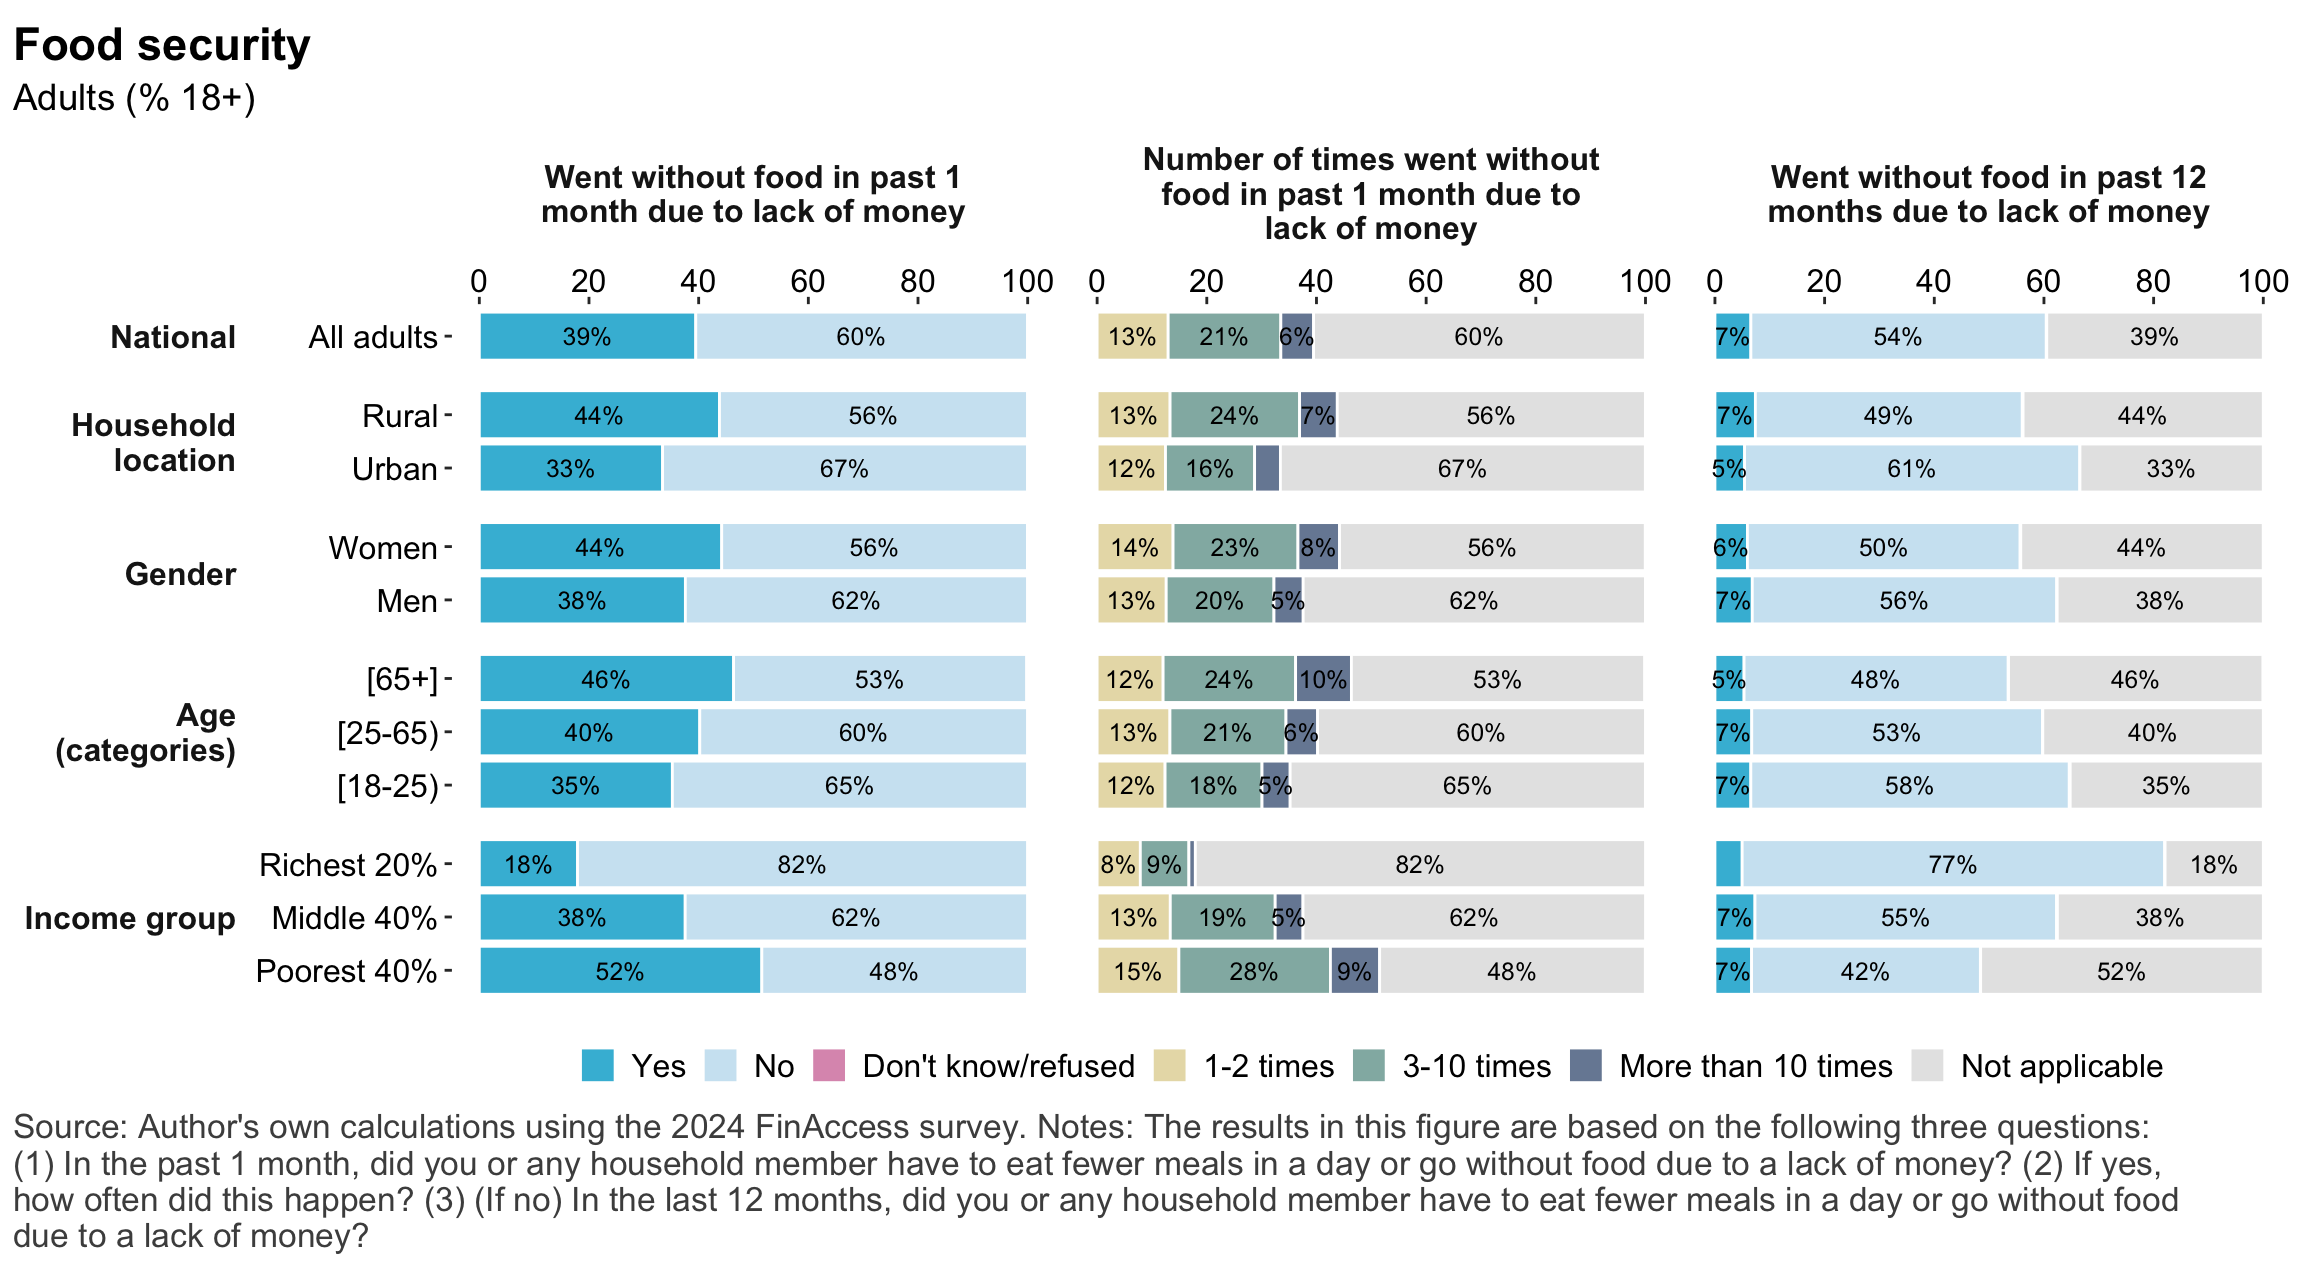 Food security
Adults (% 18+)
Went without food in past 1
month due to lack of money
Number of times went without
food in past 1 month due to
lack of money
Went without food in past 12
months due to lack of money
0 20 40 60 80 100 0 20 40 60 80 100 0 20 40 60 80 100
National All adults 39% 60% 13% 21% 6% 60% 7% 54% 39%
Household
location
Rural 44% 56% 13% 24% 7% 56% 7% 49% 44%
Urban 33% 67% 12% 16% 67% 5% 61% 33%
Gender
Women 44% 56% 14% 23% 8% 56% 6% 50% 44%
Men 38% 62% 13% 20% 5% 62% 7% 56% 38%
Age
(categories)
[65+] 46% 53% 12% 24% 10% 53% 5% 48% 46%
[25-65) 40% 60% 13% 21% 6% 60% 7% 53% 40%
[18-25) 35% 65% 12% 18% 5% 65% 7% 58% 35%
Income group
Richest 20% 18% 82% 8% 9% 82% 77% 18%
Middle 40% 38% 62% 13% 19% 5% 62% 7% 55% 38%
Poorest 40% 52% 48% 15% 28% 9% 48% 7% 42% 52%
Yes No Don't know/refused 1-2 times 3-10 times More than 10 times Not applicable
Source: Author's own calculations using the 2024 FinAccess survey. Notes: The results in this figure are based on the following three questions:
(1) In the past 1 month, did you or any household member have to eat fewer meals in a day or go without food due to a lack of money? (2) If yes,
how often did this happen? (3) (If no) In the last 12 months, did you or any household member have to eat fewer meals in a day or go without food
due to a lack of money?